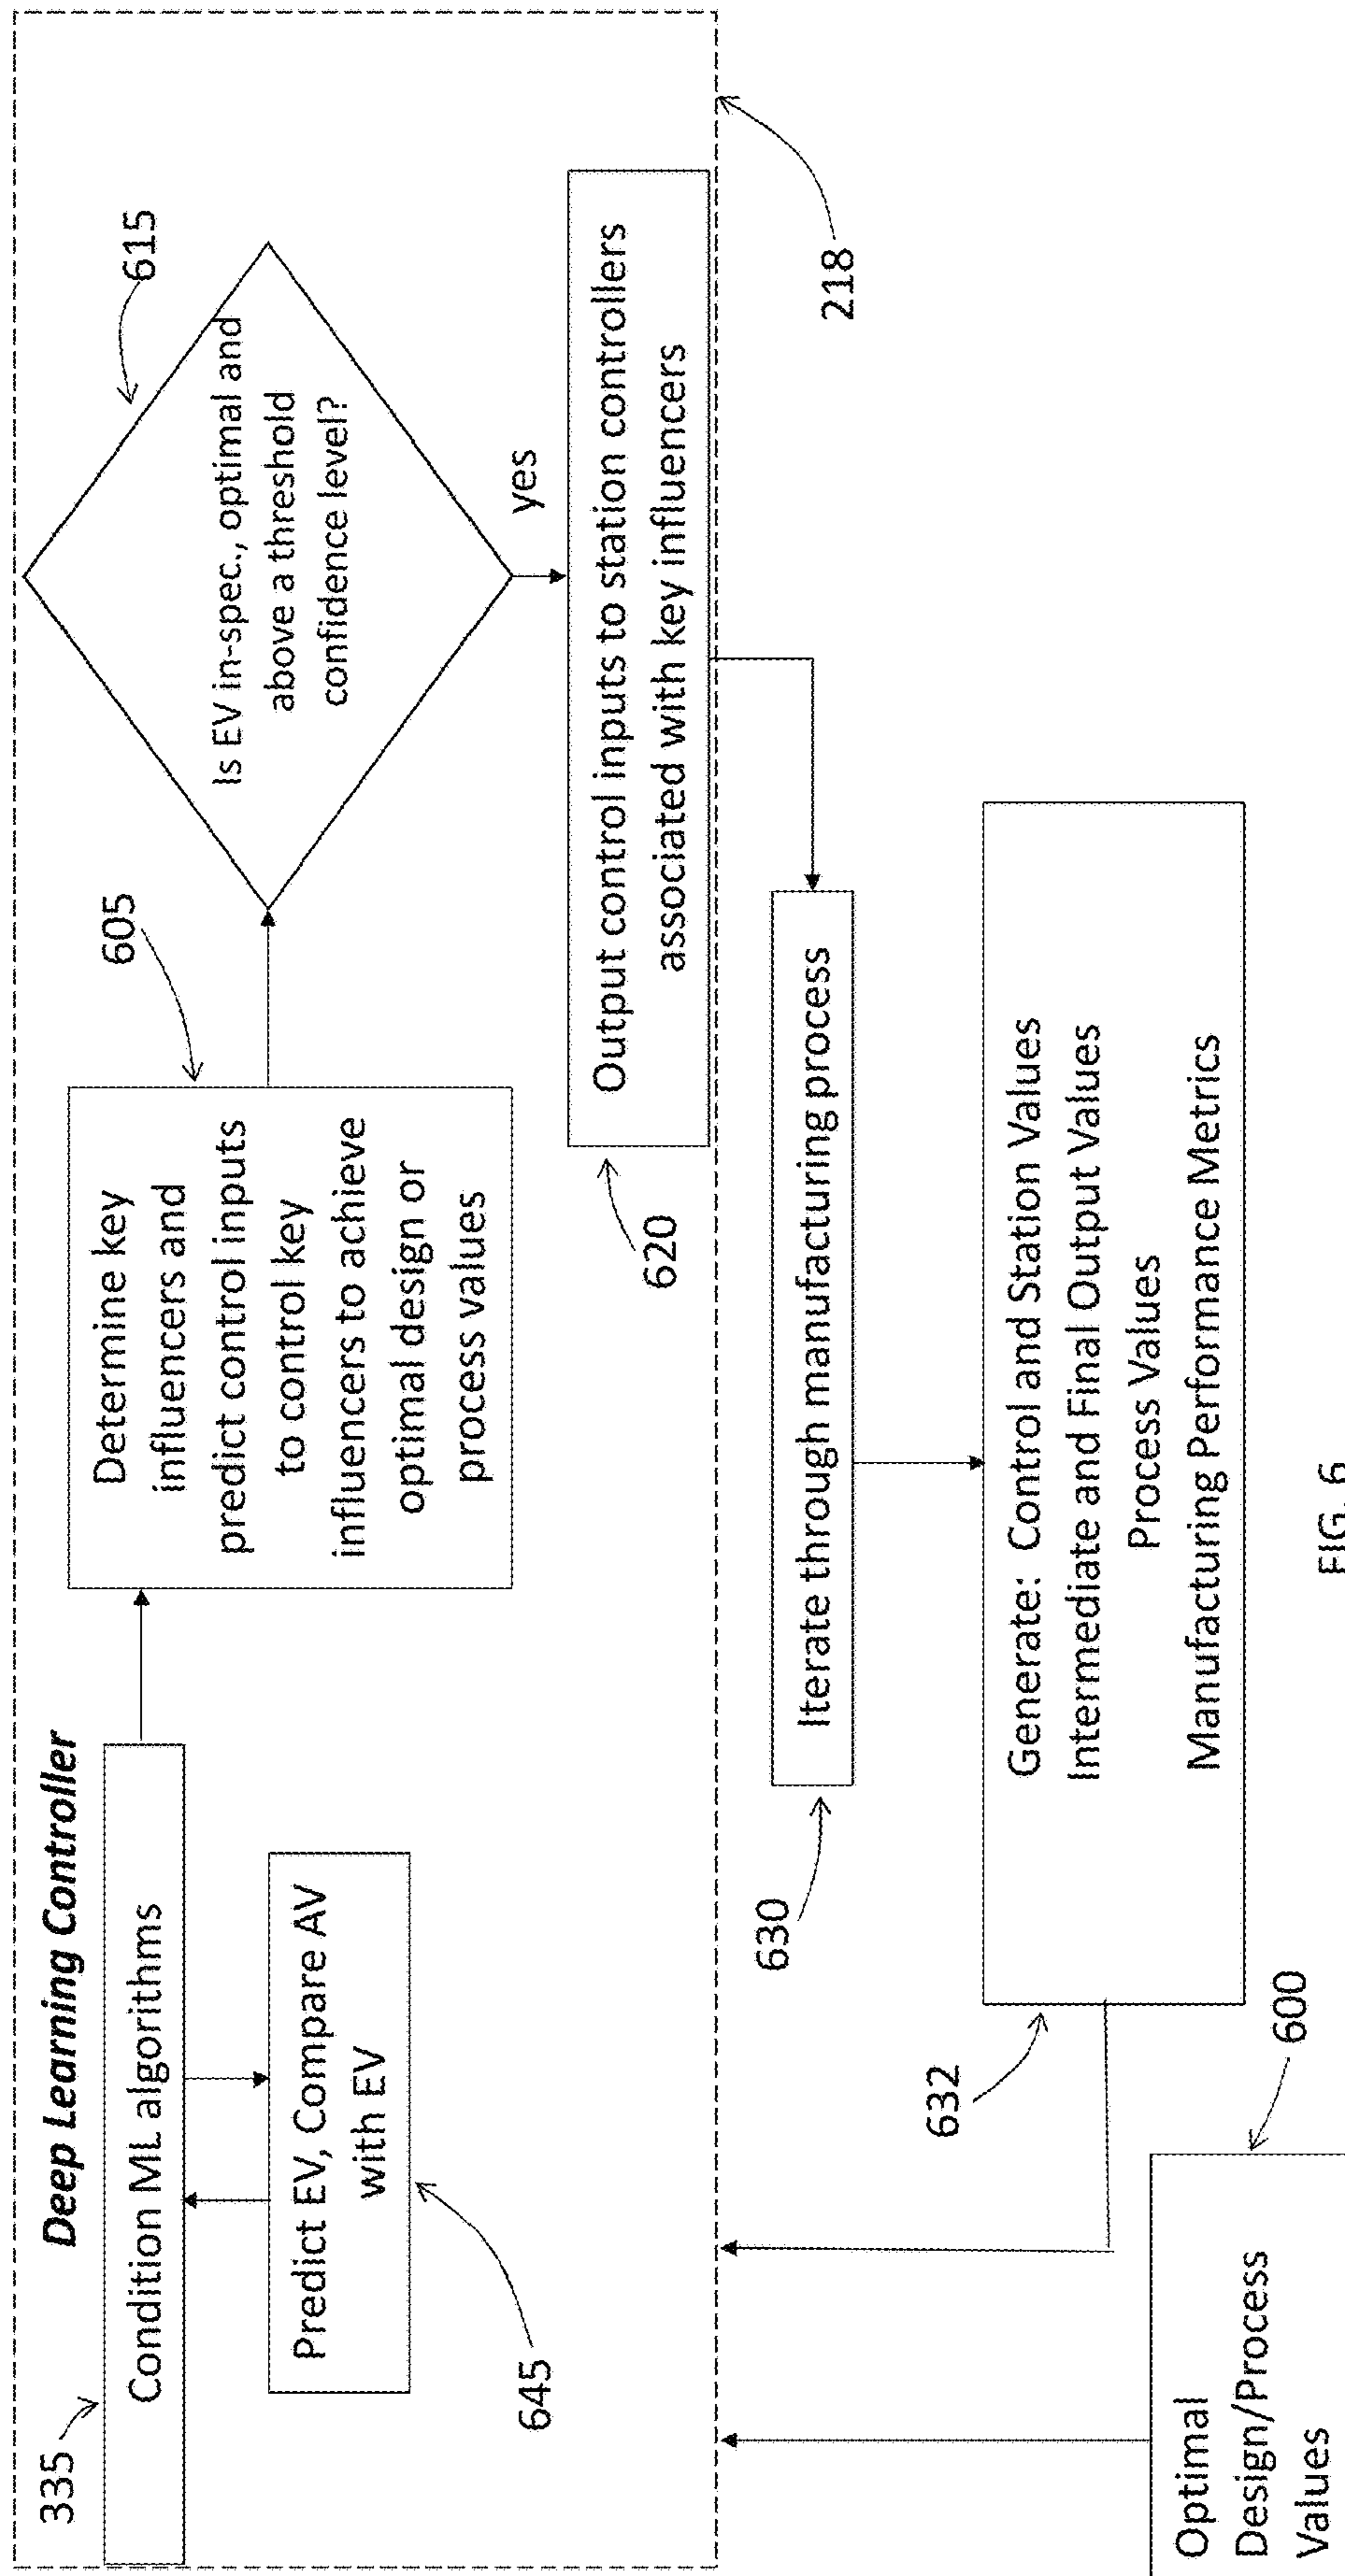 Deep Learning Controller
335
Condition ML algorithms
Predict EV, Compare AV
with EV
645
605
Determine key
influencers and
predict control inputs
to control key
influencers to achieve
optimal design or
process values
615
Is EV in-spec., optimal and
above a threshold
confidence level?
yes
Output control inputs to station controllers
associated with key influencers
620
218
Iterate through manufacturing process
630
Generate: Control and Station Values
Intermediate and Final Output Values
Process Values
Manufacturing Performance Metrics
632
600
Optimal
Design/Process
Values
FIG. 6